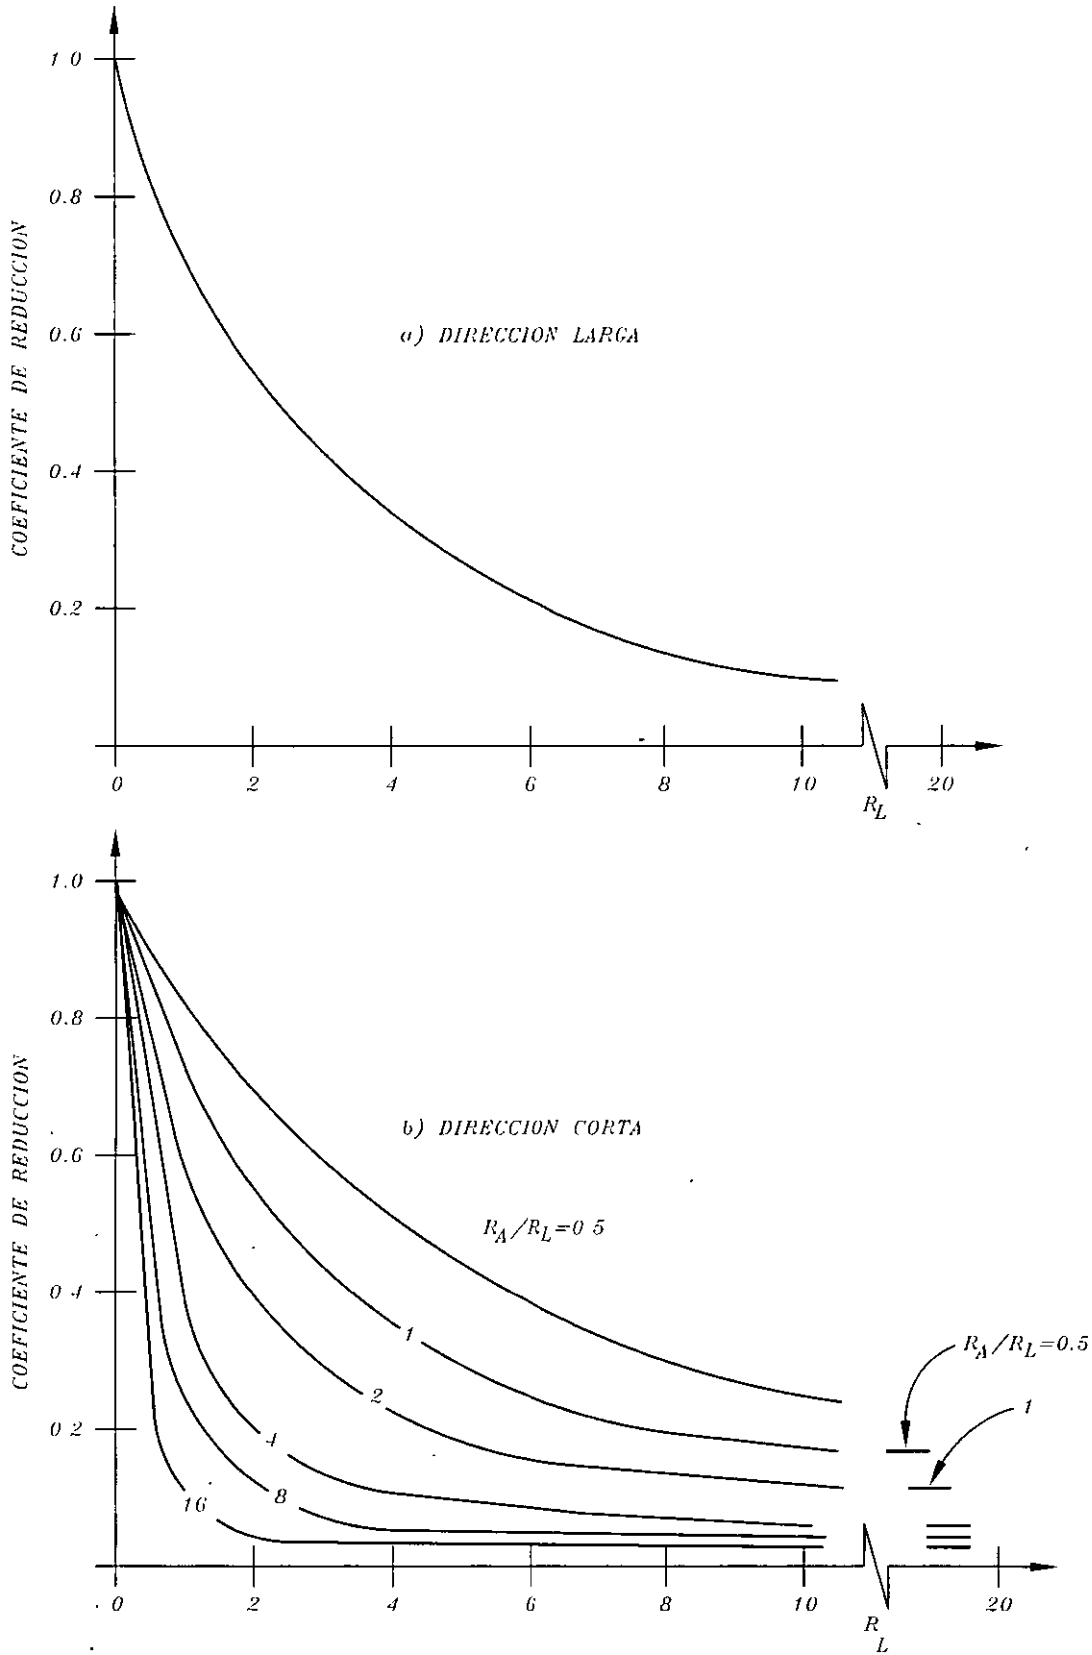 1 0
0.8
0.6
0.4
0.2
COEFICIENTE DE REDUCCION
a) DIRECCION LARGA
0 2 4 6 8 10 20
R_L
1.0
0.8
0.6
0 4
0.2
COEFICIENTE DE REDUCCION
b) DIRECCION CORTA
R_A/R_L=0 5
1
2
4
8
16
R_A/R_L=0.5
1
0 2 4 6 8 10 20
R_L